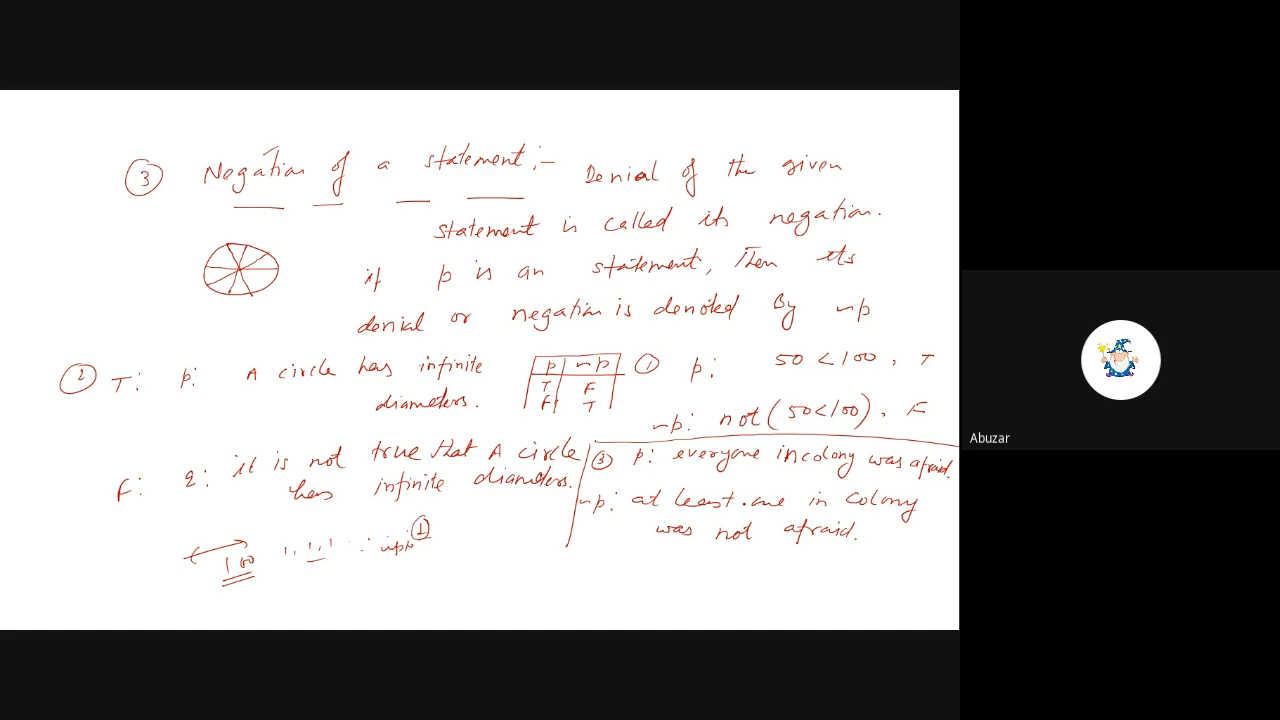 ③ Negation of a statement :- Denial of the given
statement is called its negation.
if p is an statement, Then its
denial or negation is denoted By ~p
② T: p: A circle has infinite
diameters.
p ~p
T F
F T
① p: 50 < 100, T
~p: not (50<100), F
F: q: it is not true that A circle
has infinite diameters.
③ p: everyone in colony was afraid.
~p: at least one in colony
was not afraid.
100
①
Abuzar